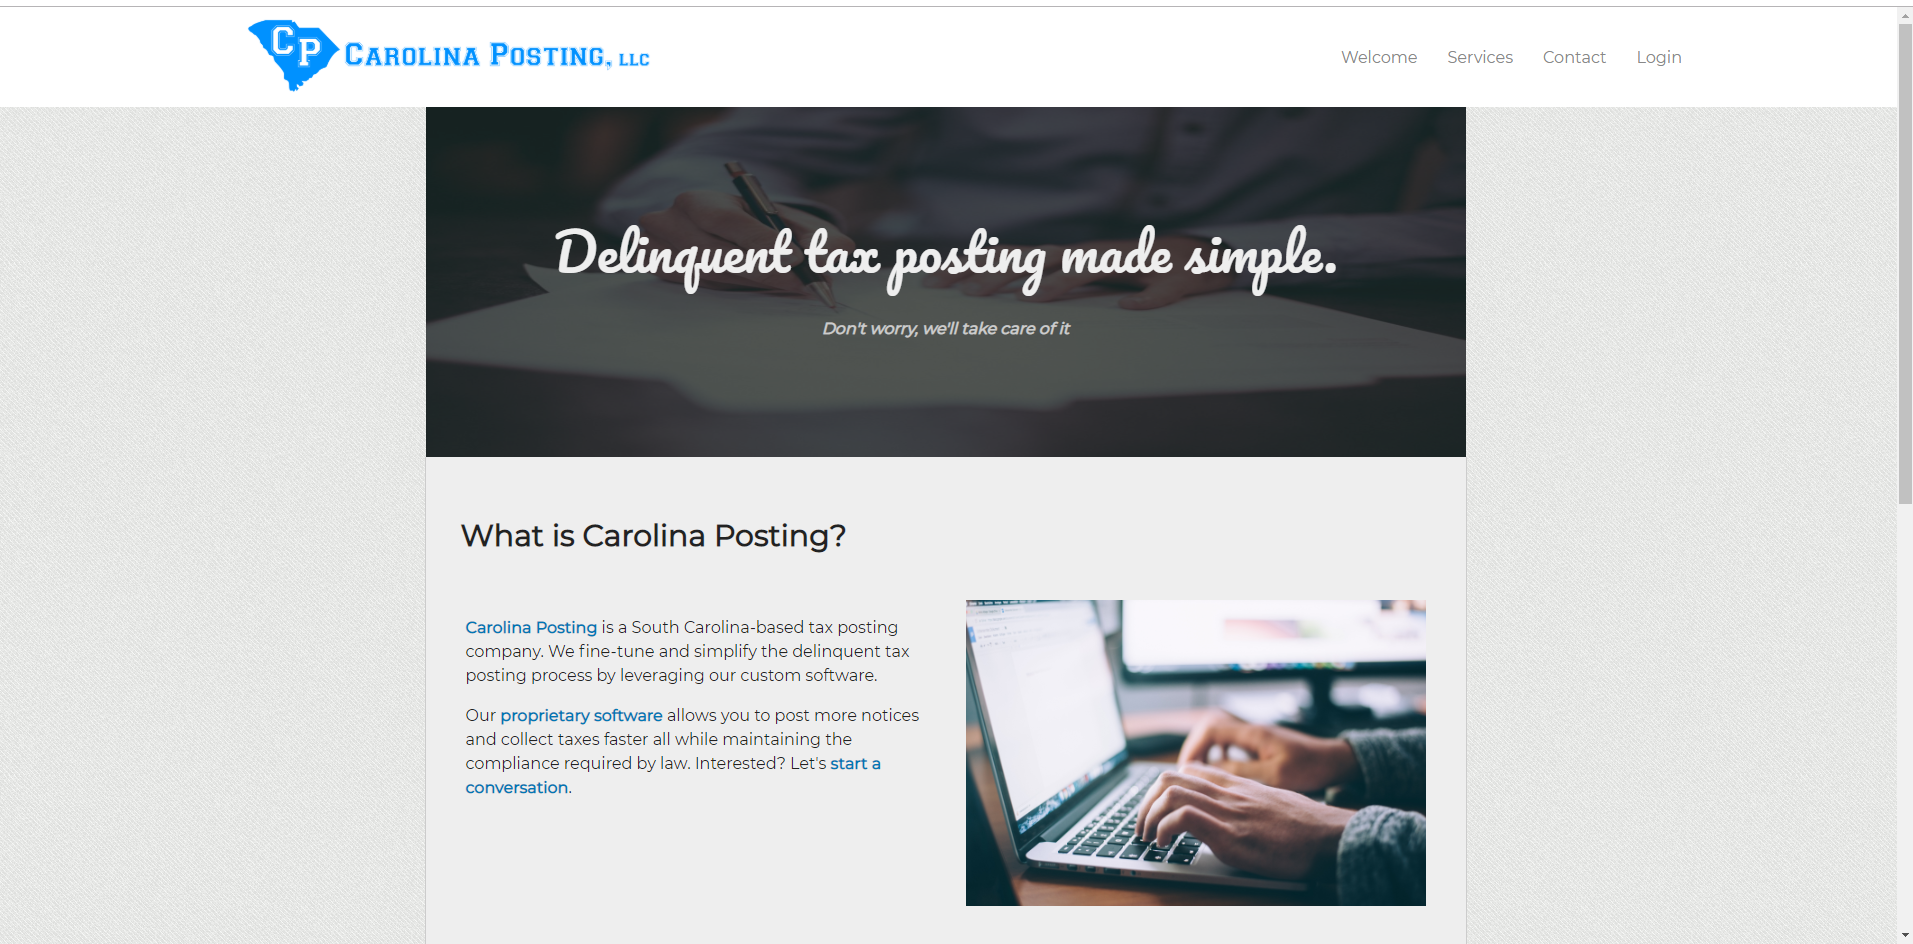 CP CAROLINA POSTING, LLC
Welcome Services Contact Login
Delinquent tax posting made simple.
Don't worry, we'll take care of it
What is Carolina Posting?
Carolina Posting is a South Carolina-based tax posting
company. We fine-tune and simplify the delinquent tax
posting process by leveraging our custom software.
Our proprietary software allows you to post more notices
and collect taxes faster all while maintaining the
compliance required by law. Interested? Let's start a
conversation.